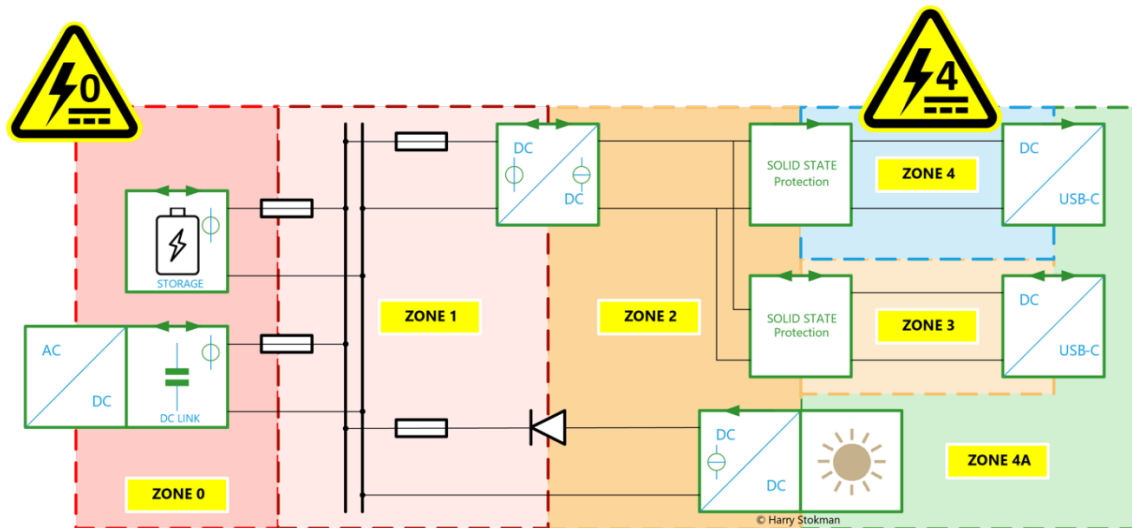 0
4
DC
DC
SOLID STATE
Protection
ZONE 4
DC
USB-C
STORAGE
ZONE 1
ZONE 2
SOLID STATE
Protection
ZONE 3
DC
USB-C
AC
DC
DC LINK
DC
DC
ZONE 4A
ZONE 0
© Harry Stokman